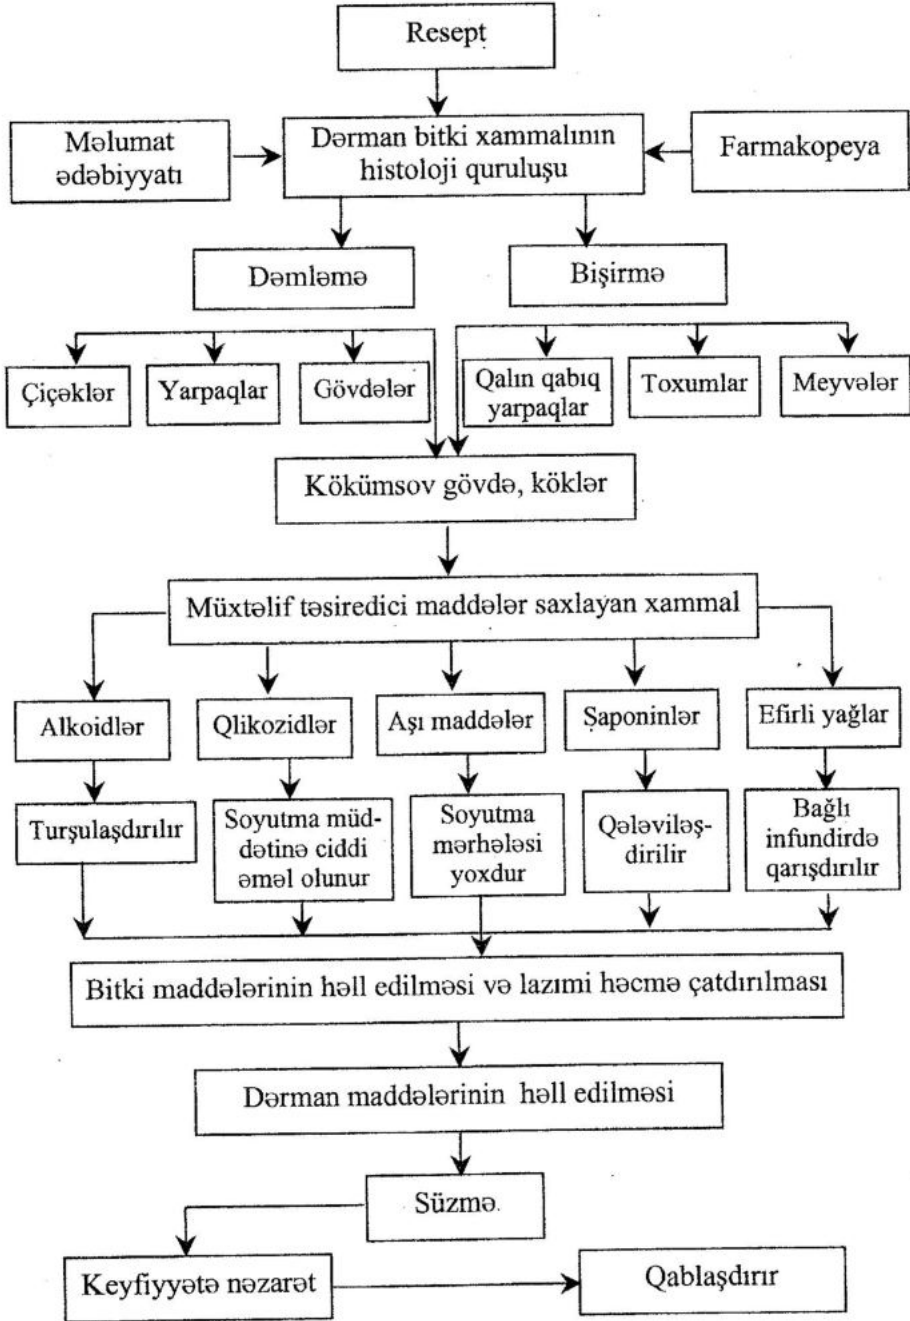 Resept
Məlumat
ədəbiyyatı
Dərman bitki xammalının
histoloji quruluşu
Farmakopeya
Dəmləmə
Bişirmə
Çiçəklər
Yarpaqlar
Gövdələr
Qalın qabıq
yarpaqlar
Toxumlar
Meyvələr
Kökümsov gövdə, köklər
Müxtəlif təsiredici maddələr saxlayan xammal
Alkoidlər
Qlikozidlər
Aşı maddələr
Şaponinlər
Efirli yağlar
Turşulaşdırılır
Soyutma müd-
dətinə ciddi
əməl olunur
Soyutma
mərhələsi
yoxdur
Qələviləş-
dirilir
Bağlı
infundirdə
qarışdırılır
Bitki maddələrinin həll edilməsi və lazımi həcmə çatdırılması
Dərman maddələrinin həll edilməsi
Süzmə
Keyfiyyətə nəzarət
Qablaşdırır